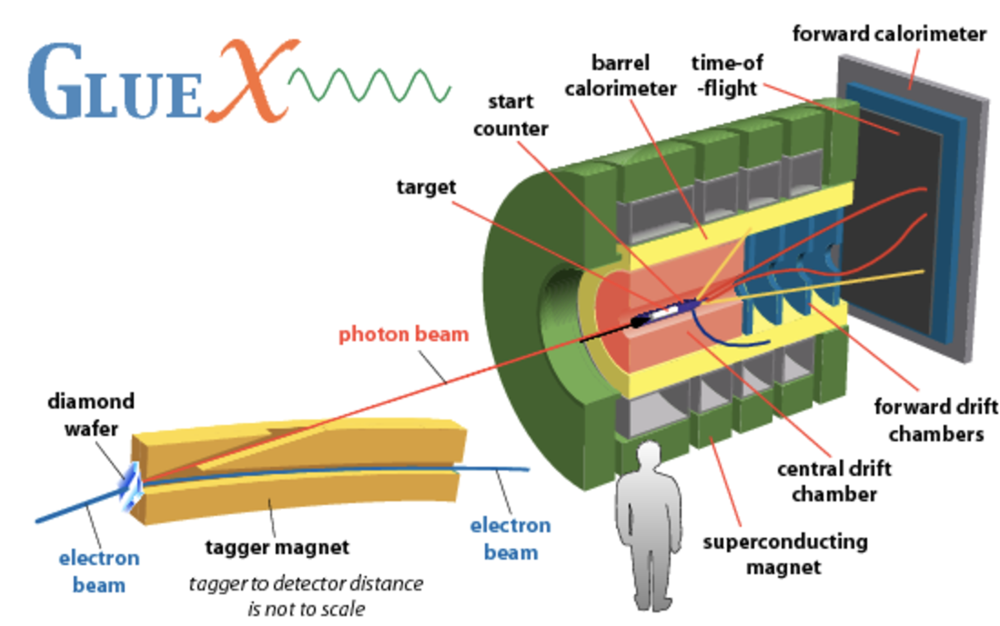 GLUEX
forward calorimeter
barrel
calorimeter
time-of
-flight
start
counter
target
photon beam
diamond
wafer
forward drift
chambers
central drift
chamber
electron
beam
superconducting
magnet
tagger magnet
electron
beam
tagger to detector distance
is not to scale